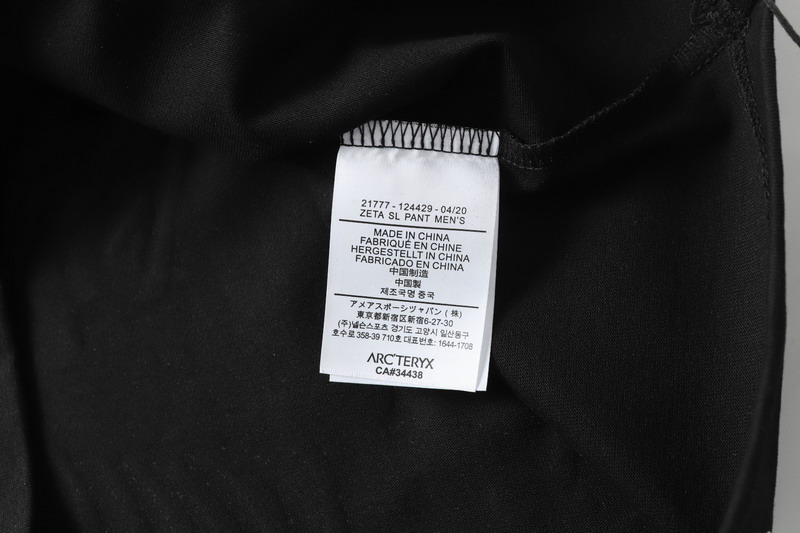 21777 - 124429 - 04/20
ZETA SL PANT MEN'S
MADE IN CHINA
FABRIQUÉ EN CHINE
HERGESTELLT IN CHINA
FABRICADO EN CHINA
中国制造
中國製
제조국명 중국
アメアスポーツジャパン (株)
東京都新宿区新宿6-27-30
(주)넬슨스포츠 경기도 고양시 일산동구
호수로 358-39 710호 대표번호: 1644-1708
ARC'TERYX
CA#34438